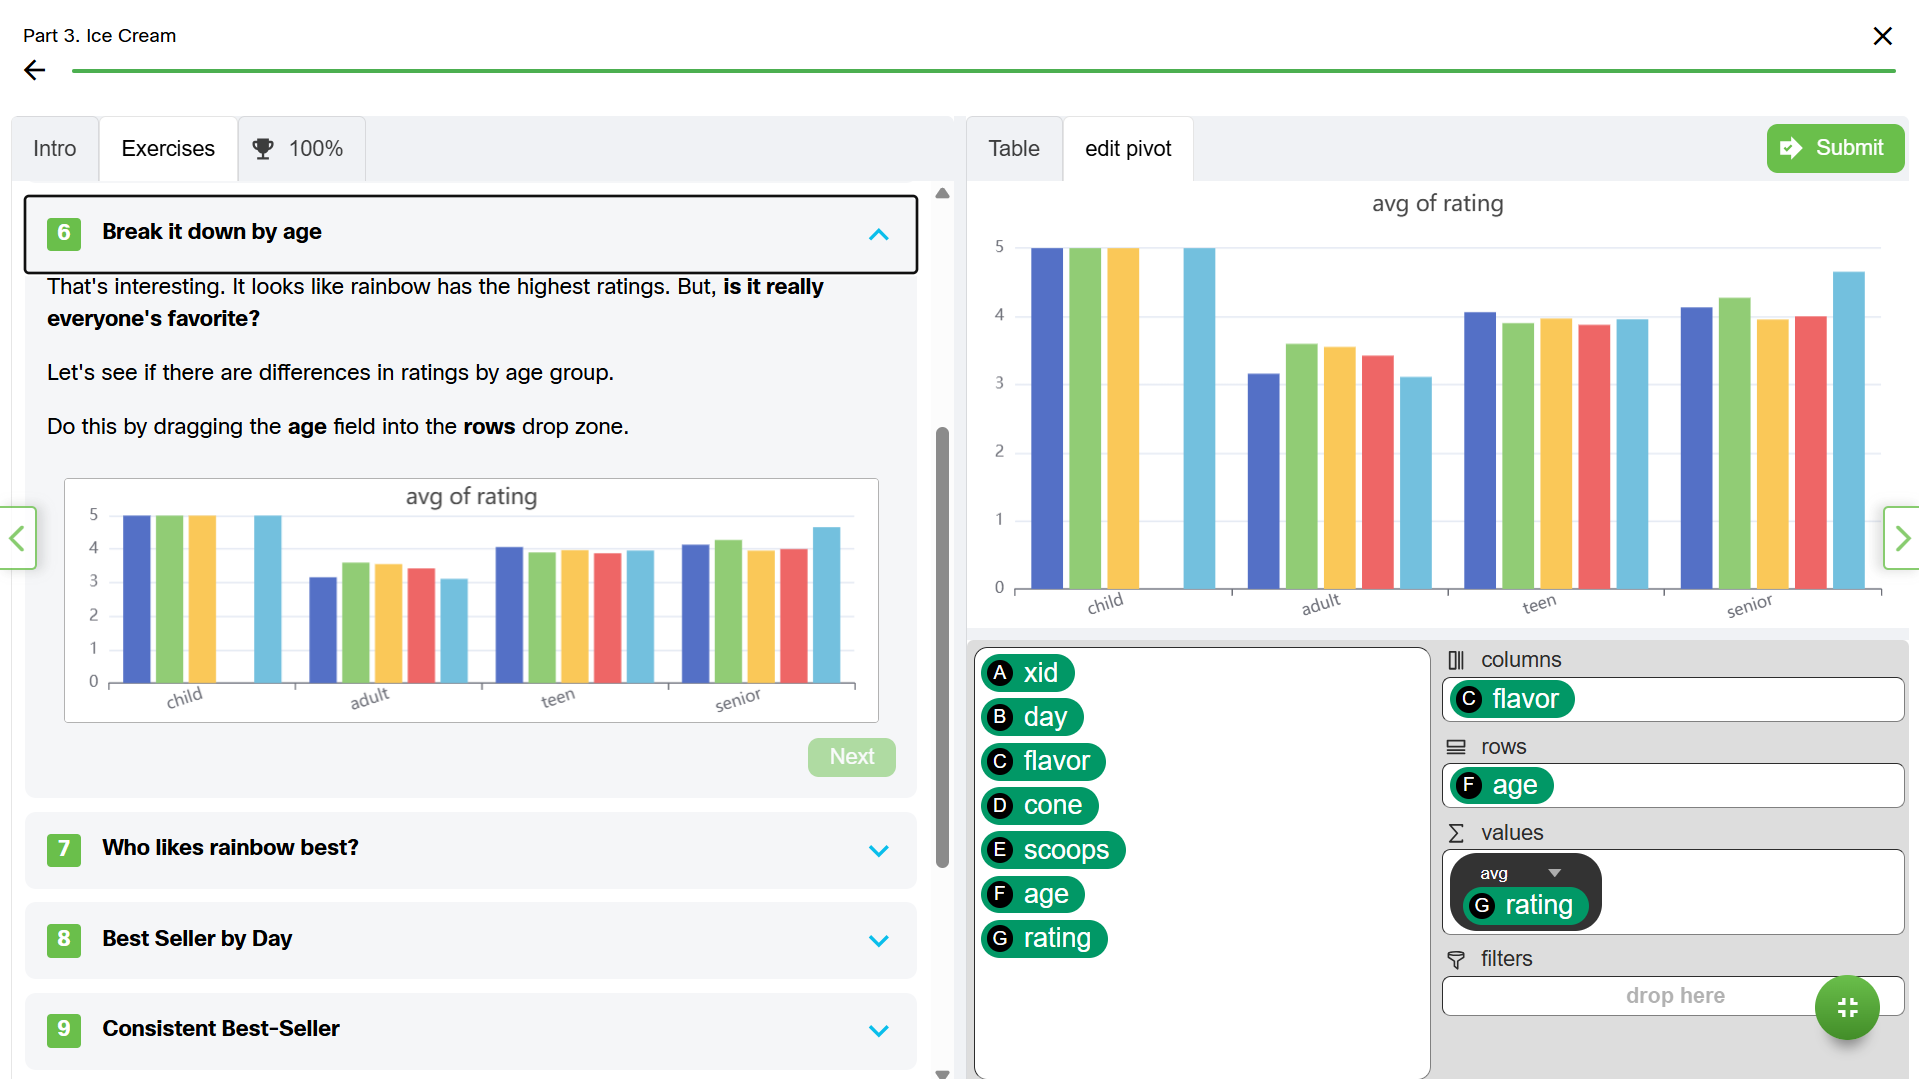 Part 3. Ice Cream
Intro
Exercises
100%
6
Break it down by age
That's interesting. It looks like rainbow has the highest ratings. But, is it really
everyone's favorite?
Let's see if there are differences in ratings by age group.
Do this by dragging the age field into the rows drop zone.
avg of rating
5
4
3
2
1
0
child
adult
teen
senior
Next
7
Who likes rainbow best?
8
Best Seller by Day
9
Consistent Best-Seller
Table
edit pivot
Submit
avg of rating
5
4
3
2
1
0
child
adult
teen
senior
A xid
B day
C flavor
D cone
E scoops
F age
G rating
columns
C flavor
rows
F age
values
avg
G rating
filters
drop here